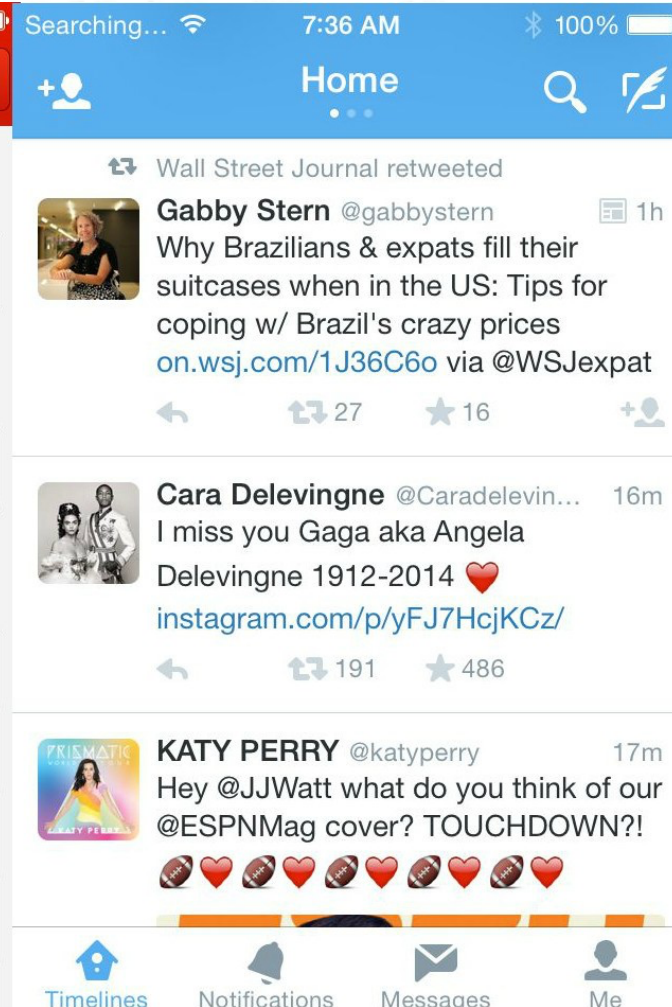 Searching... 7:36 AM 100%
Home
Wall Street Journal retweeted
Gabby Stern @gabbystern 1h
Why Brazilians & expats fill their
suitcases when in the US: Tips for
coping w/ Brazil's crazy prices
on.wsj.com/1J36C6o via @WSJexpat
27 16
Cara Delevingne @Caradelevin... 16m
I miss you Gaga aka Angela
Delevingne 1912-2014 ❤️
instagram.com/p/yFJ7HcjKCz/
191 486
PRISMATIC
WORLD TOUR
KATY PERRY
KATY PERRY @katyperry 17m
Hey @JJWatt what do you think of our
@ESPNMag cover? TOUCHDOWN?!
🏈❤️🏈❤️🏈❤️🏈❤️🏈❤️
Timelines Notifications Messages Me